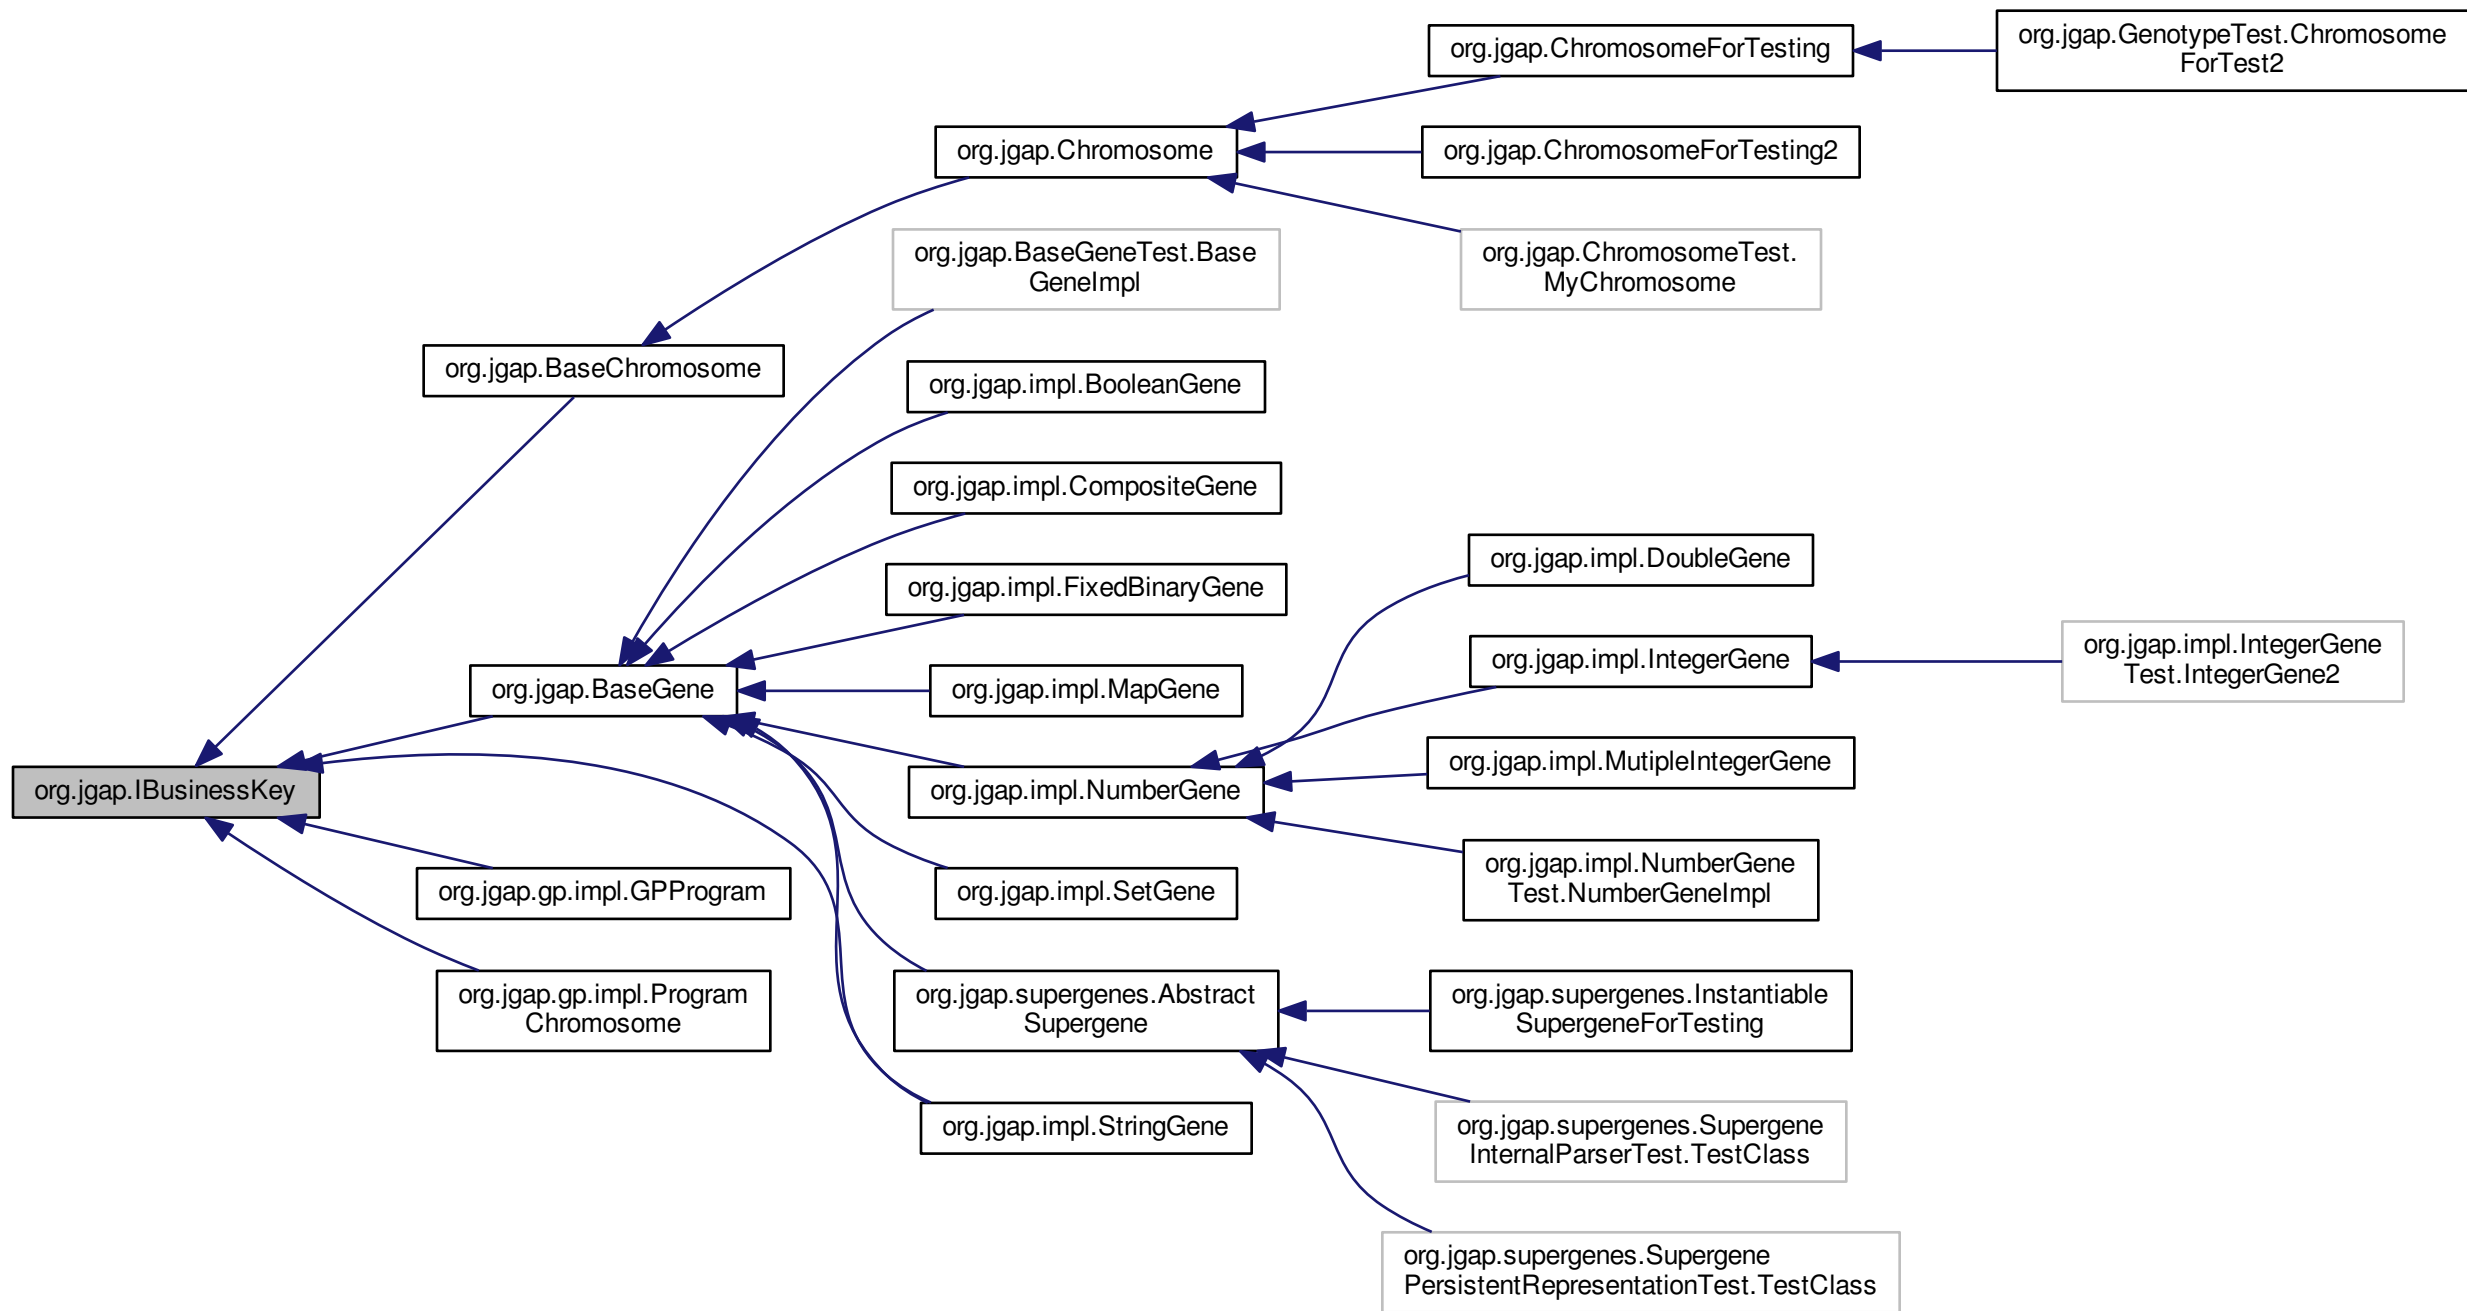 org.jgap.ChromosomeForTesting
org.jgap.GenotypeTest.Chromosome
ForTest2
org.jgap.Chromosome
org.jgap.ChromosomeForTesting2
org.jgap.BaseGeneTest.Base
GeneImpl
org.jgap.ChromosomeTest.
MyChromosome
org.jgap.BaseChromosome
org.jgap.impl.BooleanGene
org.jgap.impl.CompositeGene
org.jgap.impl.DoubleGene
org.jgap.impl.FixedBinaryGene
org.jgap.impl.IntegerGene
org.jgap.impl.IntegerGene
Test.IntegerGene2
org.jgap.BaseGene
org.jgap.impl.MapGene
org.jgap.impl.MutipleIntegerGene
org.jgap.IBusinessKey
org.jgap.impl.NumberGene
org.jgap.impl.NumberGene
Test.NumberGeneImpl
org.jgap.gp.impl.GPProgram
org.jgap.impl.SetGene
org.jgap.gp.impl.Program
Chromosome
org.jgap.supergenes.Abstract
Supergene
org.jgap.supergenes.Instantiable
SupergeneForTesting
org.jgap.impl.StringGene
org.jgap.supergenes.Supergene
InternalParserTest.TestClass
org.jgap.supergenes.Supergene
PersistentRepresentationTest.TestClass